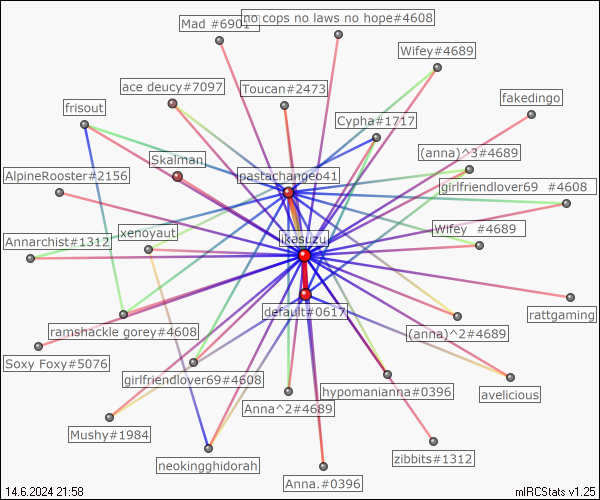 Mad #6901
no cops no laws no hope#4608
Wifey#4689
ace deucy#7097
Toucan#2473
fakedingo
frisout
Cypha#1717
Skalman
(anna)^3#4689
AlpineRooster#2156
pastachangeo41
girlfriendlover69 #4608
xenoyaut
Wifey #4689
Annarchist#1312
ikasuzu
rattgaming
default#0617
ramshackle gorey#4608
(anna)^2#4689
Soxy Foxy#5076
girlfriendlover69#4608
hypomanianna#0396
avelicious
Anna^2#4689
Mushy#1984
zibbits#1312
neokingghidorah
Anna.#0396
14.6.2024 21:58
mIRCStats v1.25